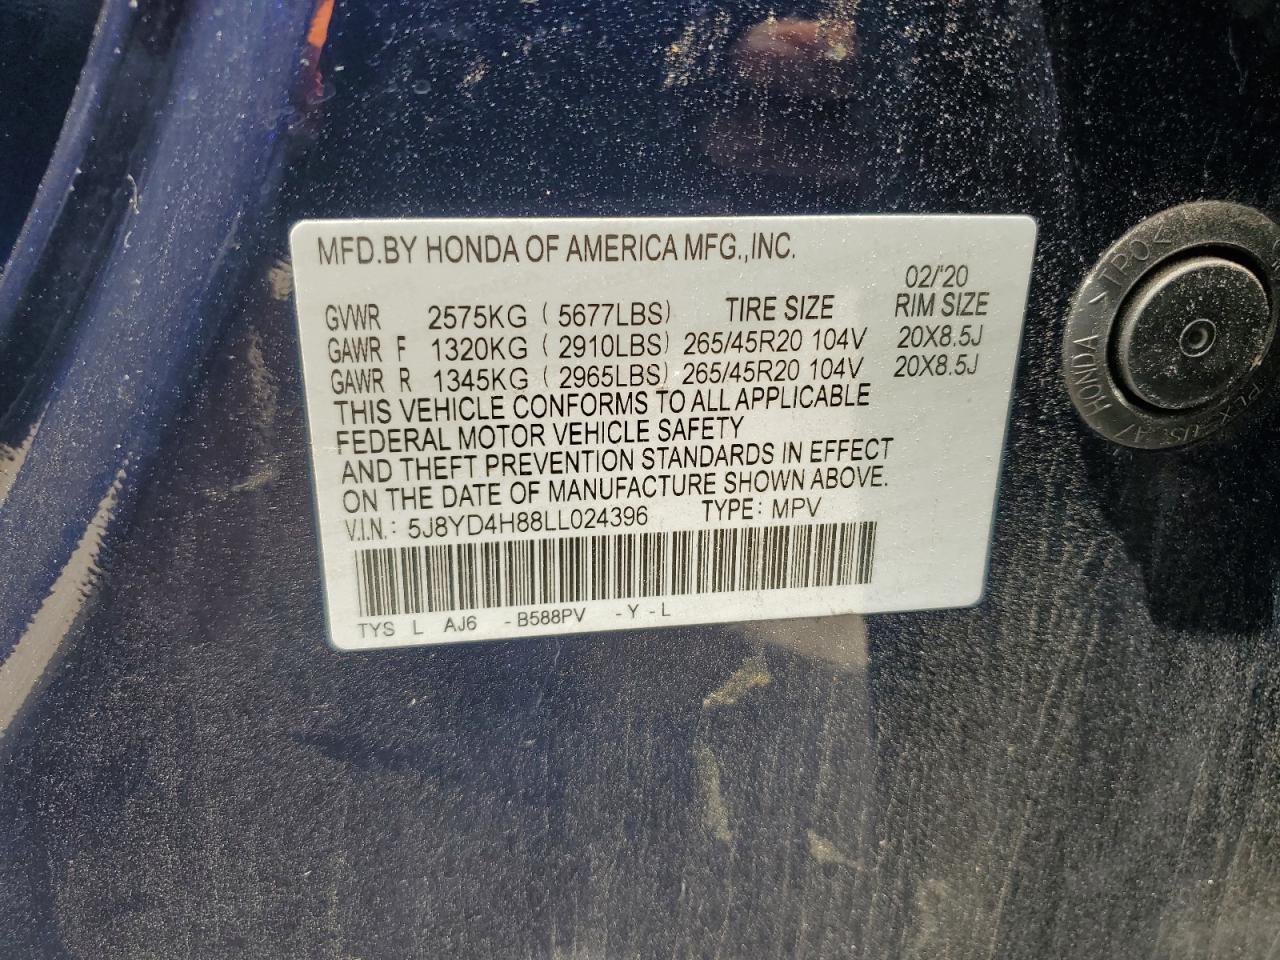 MFD.BY HONDA OF AMERICA MFG.,INC.
02/'20
GVWR 2575KG ( 5677LBS) TIRE SIZE RIM SIZE
GAWR F 1320KG ( 2910LBS) 265/45R20 104V 20X8.5J
GAWR R 1345KG ( 2965LBS) 265/45R20 104V 20X8.5J
THIS VEHICLE CONFORMS TO ALL APPLICABLE
FEDERAL MOTOR VEHICLE SAFETY
AND THEFT PREVENTION STANDARDS IN EFFECT
ON THE DATE OF MANUFACTURE SHOWN ABOVE.
V.I.N.: 5J8YD4H88LL024396 TYPE: MPV
TYS L AJ6 -B588PV -Y -L
HONDA